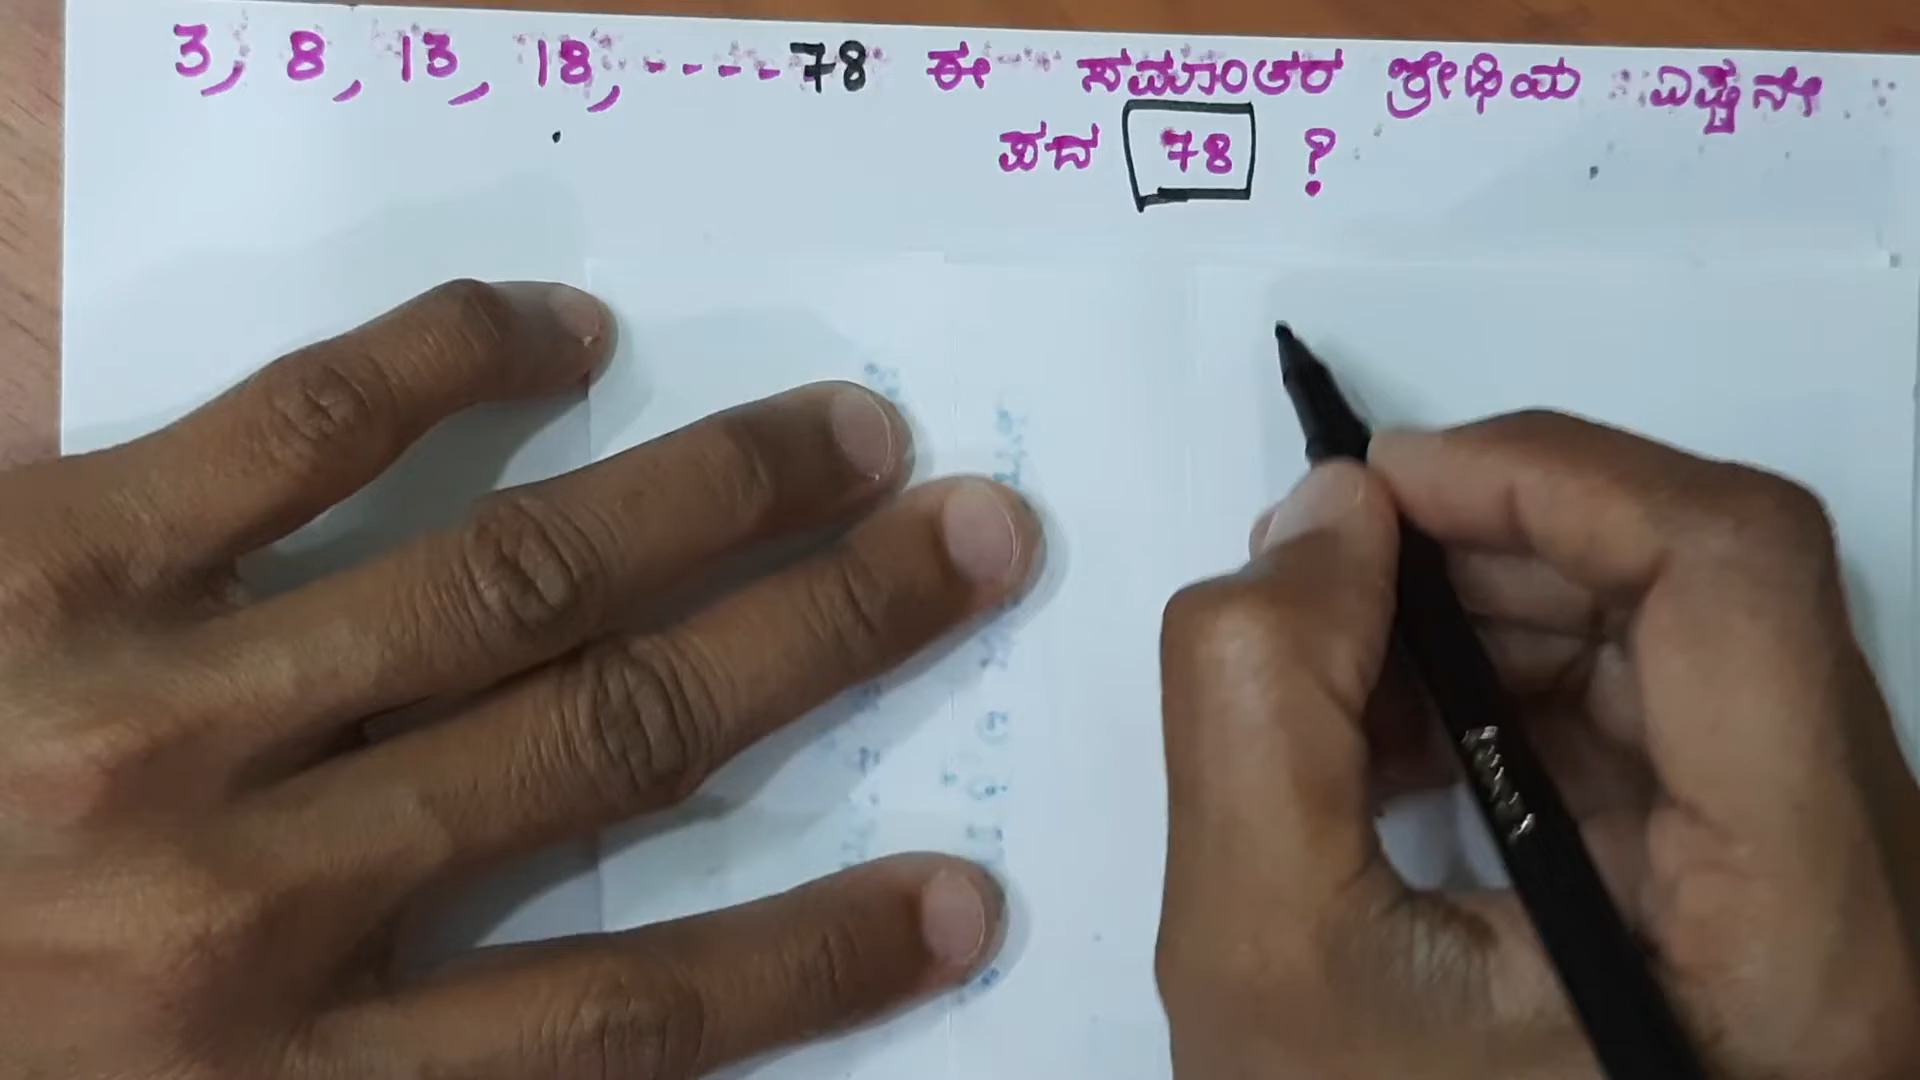 3, 8, 13, 18, ----78 ಈ ಸಮಾಂತರ ಶ್ರೇಢಿಯ ಎಷ್ಟನೇ
ಪದ 78 ?